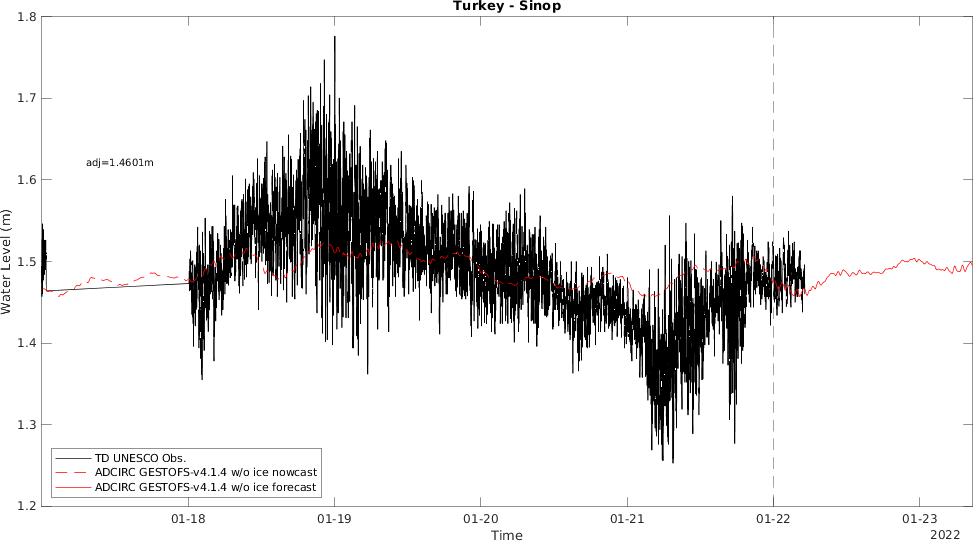 Turkey - Sinop
1.8
1.7
1.6
1.5
1.4
1.3
1.2
Water Level (m)
adj=1.4601m
TD UNESCO Obs.
ADCIRC GESTOFS-v4.1.4 w/o ice nowcast
ADCIRC GESTOFS-v4.1.4 w/o ice forecast
01-18 01-19 01-20 01-21 01-22 01-23
Time
2022